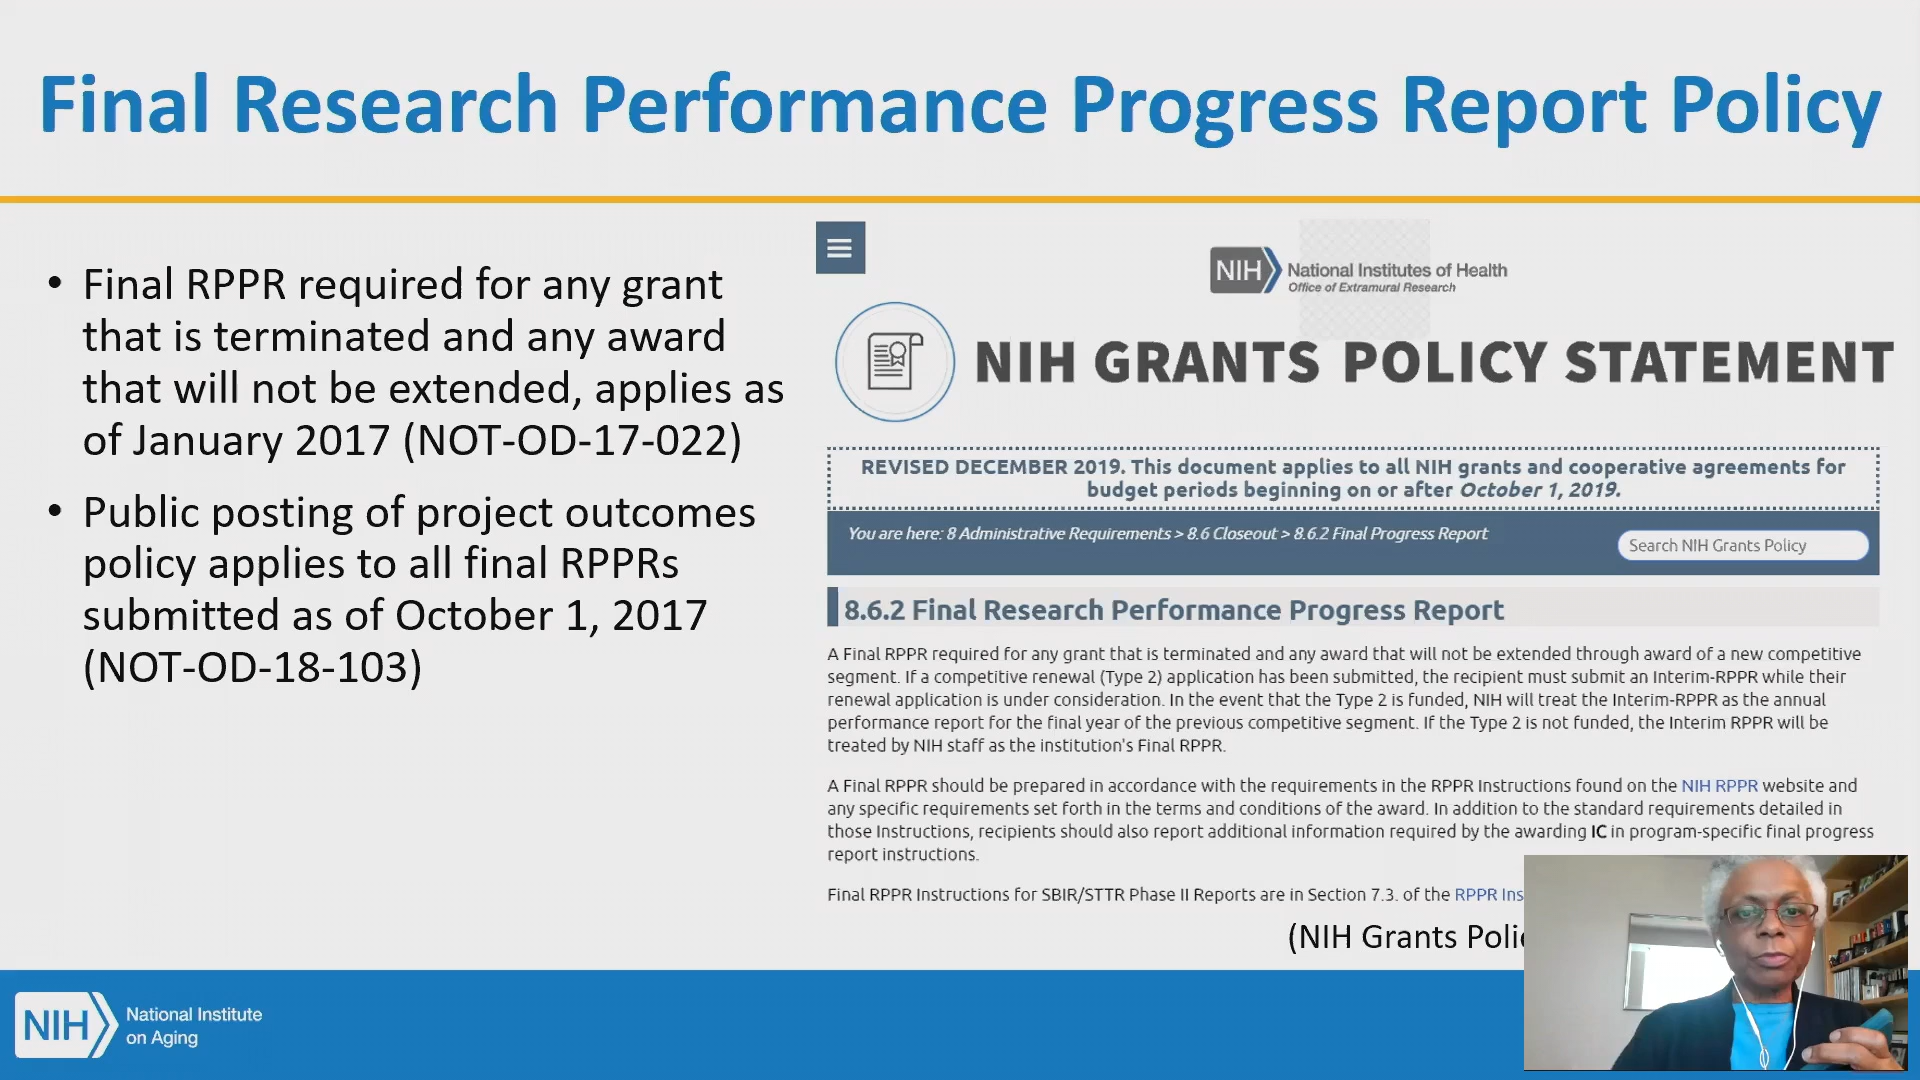 Final Research Performance Progress Report Policy
• Final RPPR required for any grant
that is terminated and any award
that will not be extended, applies as
of January 2017 (NOT-OD-17-022)
• Public posting of project outcomes
policy applies to all final RPPRs
submitted as of October 1, 2017
(NOT-OD-18-103)
NIH National Institutes of Health
Office of Extramural Research
NIH GRANTS POLICY STATEMENT
REVISED DECEMBER 2019. This document applies to all NIH grants and cooperative agreements for
budget periods beginning on or after October 1, 2019.
You are here: 8 Administrative Requirements > 8.6 Closeout > 8.6.2 Final Progress Report
Search NIH Grants Policy
8.6.2 Final Research Performance Progress Report
A Final RPPR required for any grant that is terminated and any award that will not be extended through award of a new competitive
segment. If a competitive renewal (Type 2) application has been submitted, the recipient must submit an Interim-RPPR while their
renewal application is under consideration. In the event that the Type 2 is funded, NIH will treat the Interim-RPPR as the annual
performance report for the final year of the previous competitive segment. If the Type 2 is not funded, the Interim RPPR will be
treated by NIH staff as the institution's Final RPPR.
A Final RPPR should be prepared in accordance with the requirements in the RPPR Instructions found on the NIH RPPR website and
any specific requirements set forth in the terms and conditions of the award. In addition to the standard requirements detailed in
those Instructions, recipients should also report additional information required by the awarding IC in program-specific final progress
report instructions.
Final RPPR Instructions for SBIR/STTR Phase II Reports are in Section 7.3. of the RPPR Ins
(NIH Grants Polic
NIH National Institute
on Aging